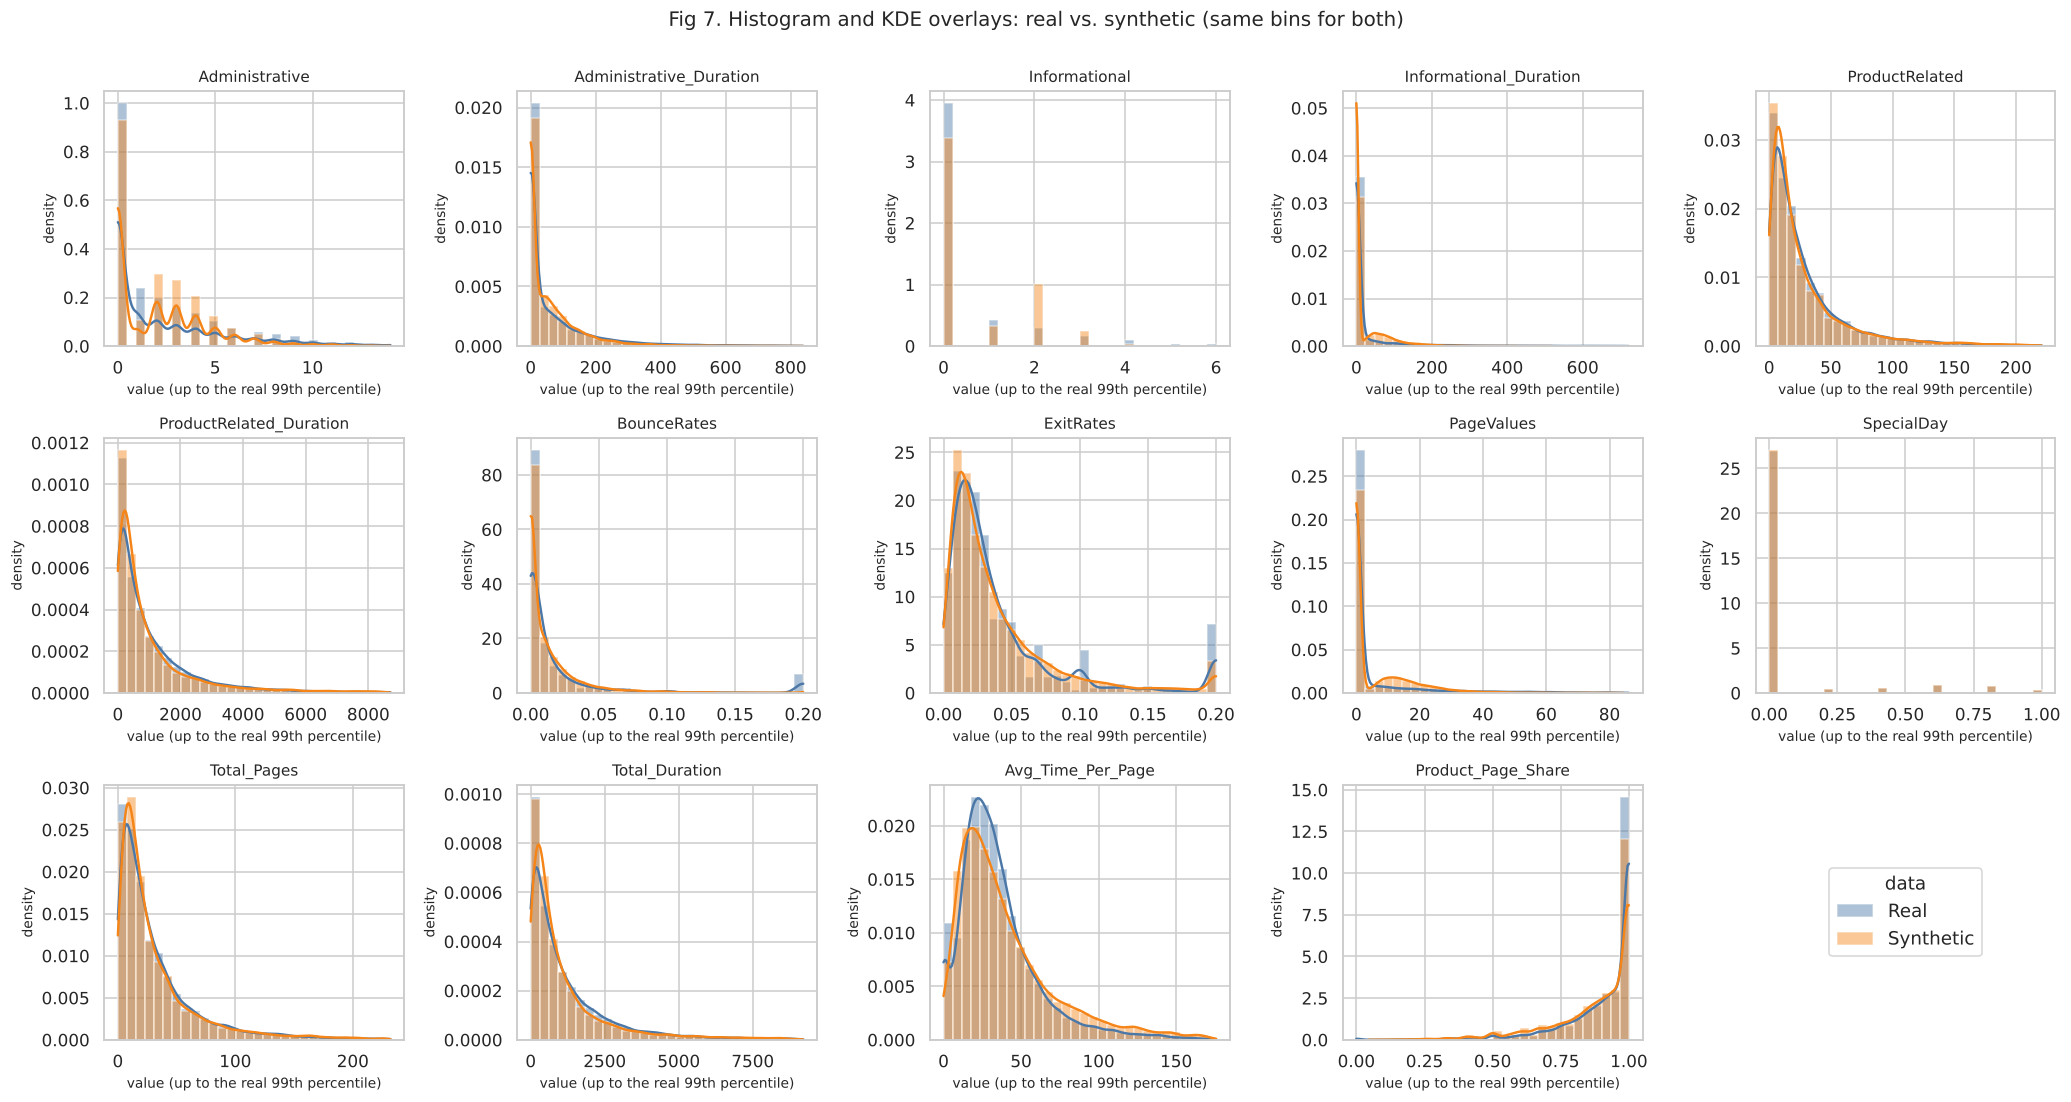 Fig 7. Histogram and KDE overlays: real vs. synthetic (same bins for both)
Administrative
1.0
0.8
0.6
0.4
0.2
0.0
density
0 5 10
value (up to the real 99th percentile)
Administrative_Duration
0.020
0.015
0.010
0.005
0.000
density
0 200 400 600 800
value (up to the real 99th percentile)
Informational
4
3
2
1
0
density
0 2 4 6
value (up to the real 99th percentile)
Informational_Duration
0.05
0.04
0.03
0.02
0.01
0.00
density
0 200 400 600
value (up to the real 99th percentile)
ProductRelated
0.03
0.02
0.01
0.00
density
0 50 100 150 200
value (up to the real 99th percentile)
ProductRelated_Duration
0.0012
0.0010
0.0008
0.0006
0.0004
0.0002
0.0000
density
0 2000 4000 6000 8000
value (up to the real 99th percentile)
BounceRates
80
60
40
20
0
density
0.00 0.05 0.10 0.15 0.20
value (up to the real 99th percentile)
ExitRates
25
20
15
10
5
0
density
0.00 0.05 0.10 0.15 0.20
value (up to the real 99th percentile)
PageValues
0.25
0.20
0.15
0.10
0.05
0.00
density
0 20 40 60 80
value (up to the real 99th percentile)
SpecialDay
25
20
15
10
5
0
density
0.00 0.25 0.50 0.75 1.00
value (up to the real 99th percentile)
Total_Pages
0.030
0.025
0.020
0.015
0.010
0.005
0.000
density
0 100 200
value (up to the real 99th percentile)
Total_Duration
0.0010
0.0008
0.0006
0.0004
0.0002
0.0000
density
0 2500 5000 7500
value (up to the real 99th percentile)
Avg_Time_Per_Page
0.020
0.015
0.010
0.005
0.000
density
0 50 100 150
value (up to the real 99th percentile)
Product_Page_Share
15.0
12.5
10.0
7.5
5.0
2.5
0.0
density
0.00 0.25 0.50 0.75 1.00
value (up to the real 99th percentile)
data
Real
Synthetic